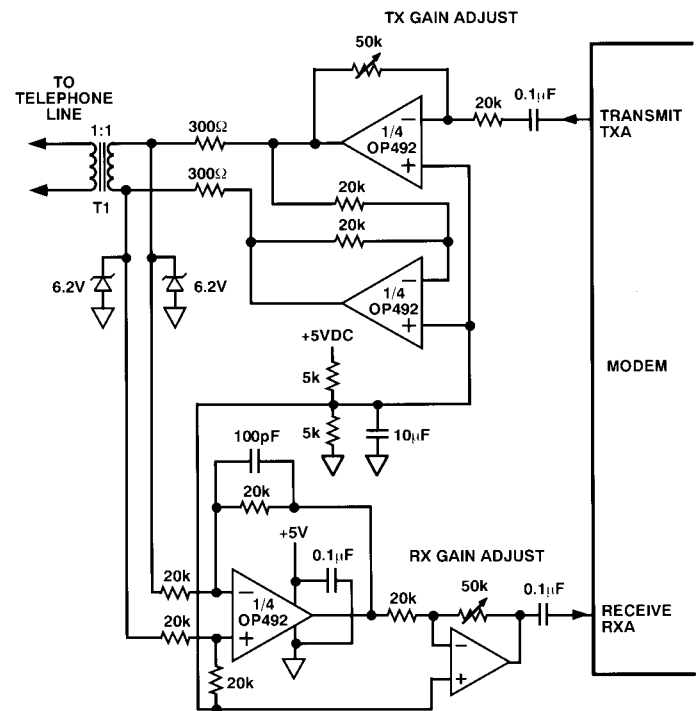 TX GAIN ADJUST
50k
TO
TELEPHONE
LINE
1:1
T1
300Ω
300Ω
1/4
OP492
−
+
20k
0.1μF
TRANSMIT
TXA
20k
20k
6.2V
6.2V
1/4
OP492
−
+
+5VDC
5k
5k
10μF
MODEM
100pF
20k
+5V
0.1μF
RX GAIN ADJUST
20k
20k
1/4
OP492
−
+
20k
20k
50k
0.1μF
−
+
RECEIVE
RXA